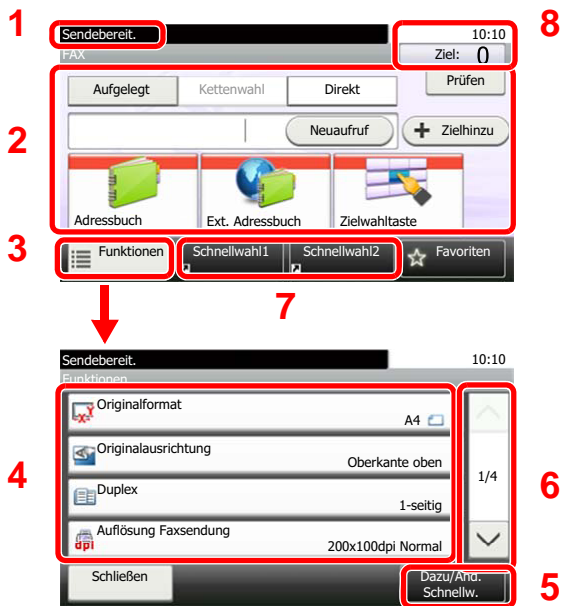 1
Sendebereit.
10:10
8
FAX
Ziel: 0
Aufgelegt
Kettenwahl
Direkt
Prüfen
2
Neuaufruf
+ Zielhinzu
Adressbuch
Ext. Adressbuch
Zielwahltaste
3
Funktionen
Schnellwahl1
Schnellwahl2
Favoriten
7
Sendebereit.
10:10
Funktionen
Originalformat
A4
Originalausrichtung
Oberkante oben
4
1/4
6
Duplex
1-seitig
dpi
Auflösung Faxsendung
200x100dpi Normal
Schließen
Dazu/Änd.
Schnellw.
5